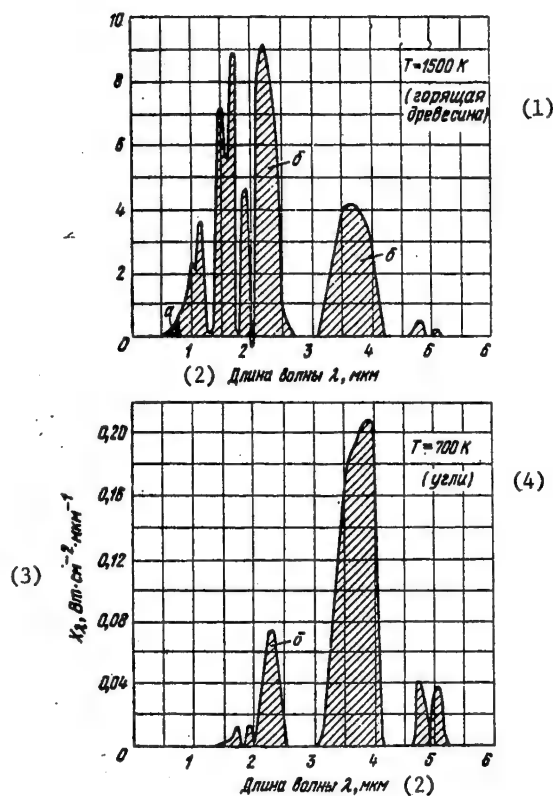 10
T=1500 K
(горящая
древесина)
(1)
8
б
6
4
б
2
а
0
1
2
3
4
5
6
(2) Длина волны λ, мкм
0,20
T=700 K
(угли)
(4)
0,16
0,12
(3)
Xλ, Вт·см⁻²·мкм⁻¹
0,08
б
0,04
0
1
2
3
4
5
6
Длина волны λ, мкм (2)